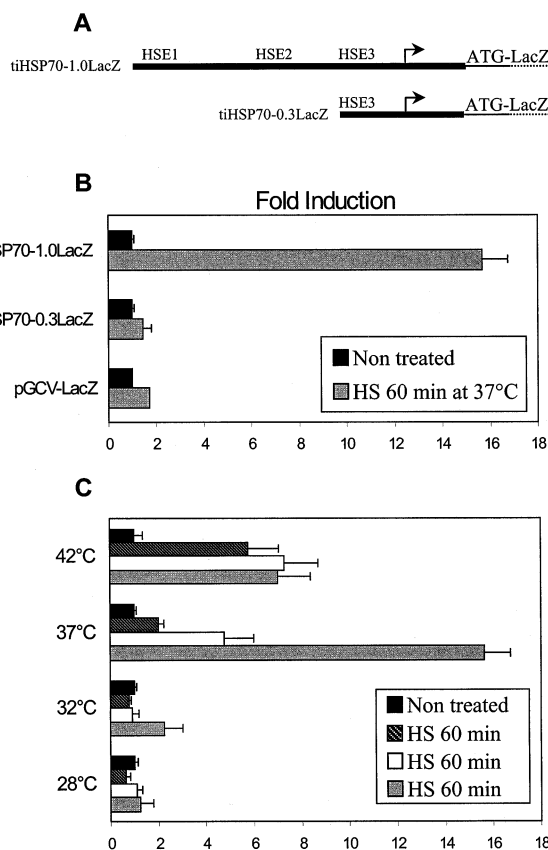 A
HSE1 HSE2 HSE3
tiHSP70-1.0LacZ ATG-LacZ
HSE3
tiHSP70-0.3LacZ ATG-LacZ
B
Fold Induction
SP70-1.0LacZ
SP70-0.3LacZ
pGCV-LacZ
Non treated
HS 60 min at 37°C
0 2 4 6 8 10 12 14 16 18
C
42°C
37°C
32°C
28°C
Non treated
HS 60 min
HS 60 min
HS 60 min
0 2 4 6 8 10 12 14 16 18